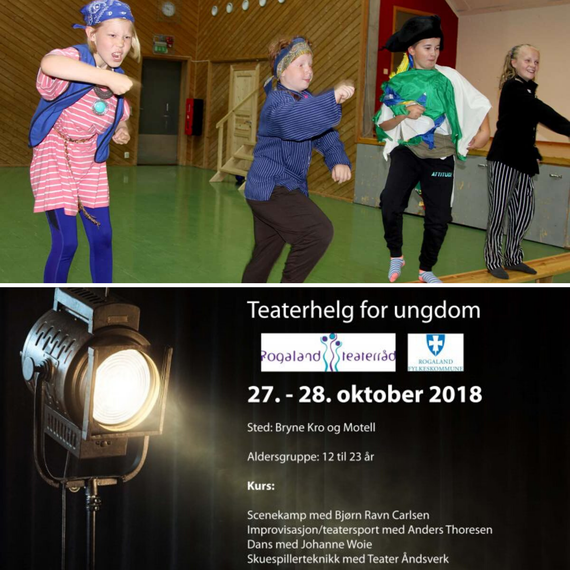 ATTITUDE
Teaterhelg for ungdom
Rogaland teaterråd
ROGALAND
FYLKESKOMMUNE
27. - 28. oktober 2018
Sted: Bryne Kro og Motell
Aldersgruppe: 12 til 23 år
Kurs:
Scenekamp med Bjørn Ravn Carlsen
Improvisasjon/teatersport med Anders Thoresen
Dans med Johanne Woie
Skuespillerteknikk med Teater Åndsverk